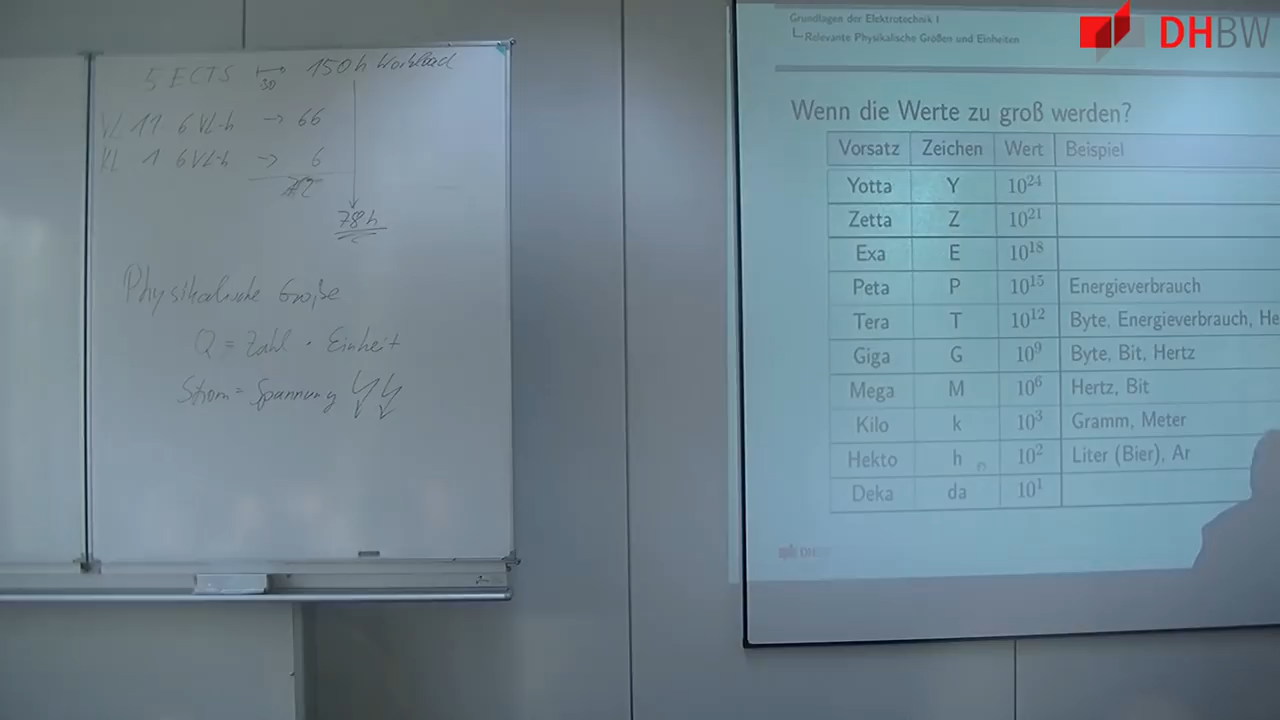 5 ECTS ↦ 150h Workload
30
VL 11 6 VL-h → 66
KL 1 6 VL-h → 6
78h
Physikalische Größe
Q = Zahl · Einheit
Strom = Spannung
Grundlagen der Elektrotechnik I
Relevante Physikalische Größen und Einheiten
DHBW
Wenn die Werte zu groß werden?
Vorsatz Zeichen Wert Beispiel
Yotta Y 10^24
Zetta Z 10^21
Exa E 10^18
Peta P 10^15 Energieverbrauch
Tera T 10^12 Byte, Energieverbrauch, He
Giga G 10^9 Byte, Bit, Hertz
Mega M 10^6 Hertz, Bit
Kilo k 10^3 Gramm, Meter
Hekto h 10^2 Liter (Bier), Ar
Deka da 10^1